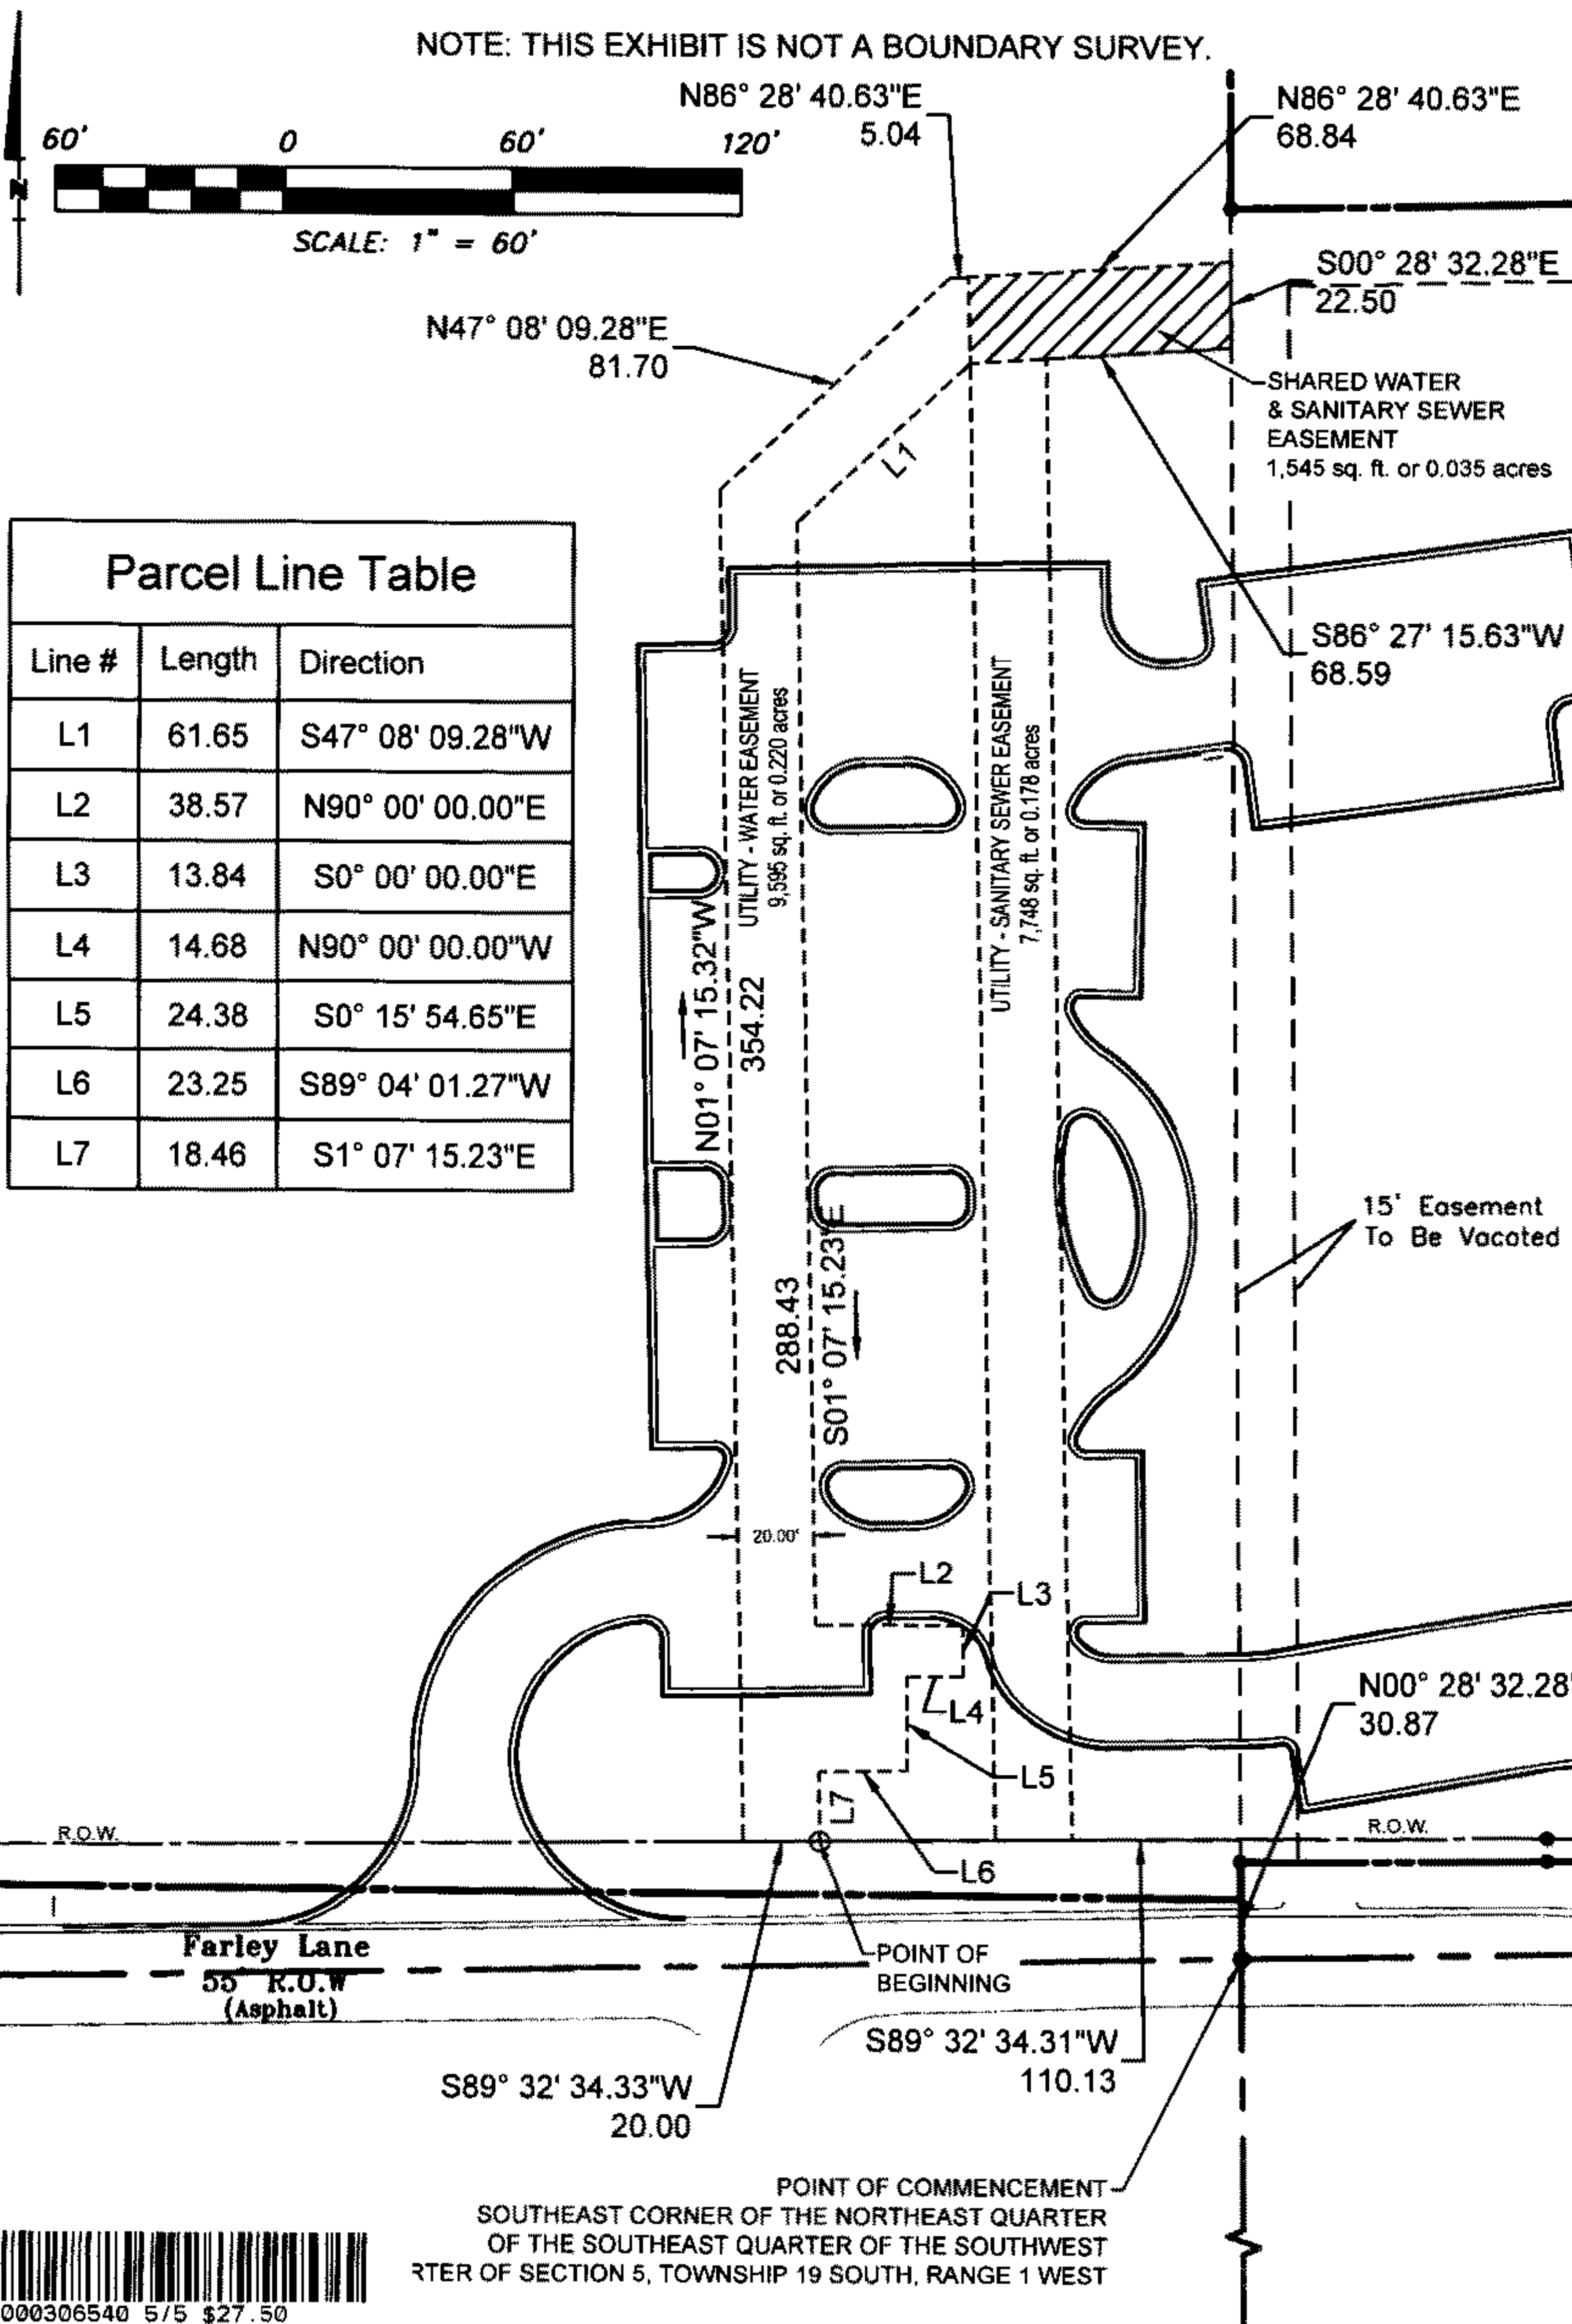 NOTE: THIS EXHIBIT IS NOT A BOUNDARY SURVEY.
N86° 28' 40.63"E
5.04
N86° 28' 40.63"E
68.84
60' 0 60' 120'
N
SCALE: 1" = 60'
S00° 28' 32.28"E
22.50
N47° 08' 09.28"E
81.70
SHARED WATER
& SANITARY SEWER
EASEMENT
1,545 sq. ft. or 0.035 acres
L1
Parcel Line Table
Line # Length Direction
L1 61.65 S47° 08' 09.28"W
L2 38.57 N90° 00' 00.00"E
L3 13.84 S0° 00' 00.00"E
L4 14.68 N90° 00' 00.00"W
L5 24.38 S0° 15' 54.65"E
L6 23.25 S89° 04' 01.27"W
L7 18.46 S1° 07' 15.23"E
S86° 27' 15.63"W
68.59
UTILITY - WATER EASEMENT
9,595 sq. ft. or 0.220 acres
UTILITY - SANITARY SEWER EASEMENT
7,748 sq. ft. or 0.178 acres
N01° 07' 15.32"W
354.22
15' Easement
To Be Vacated
288.43
S01° 07' 15.23"E
20.00'
L2
L3
L4
N00° 28' 32.28"
30.87
L5
L7
L6
R.O.W.
R.O.W.
Farley Lane
55' R.O.W
(Asphalt)
POINT OF
BEGINNING
S89° 32' 34.31"W
110.13
S89° 32' 34.33"W
20.00
POINT OF COMMENCEMENT
SOUTHEAST CORNER OF THE NORTHEAST QUARTER
OF THE SOUTHEAST QUARTER OF THE SOUTHWEST
RTER OF SECTION 5, TOWNSHIP 19 SOUTH, RANGE 1 WEST
000306540 5/5 $27.50